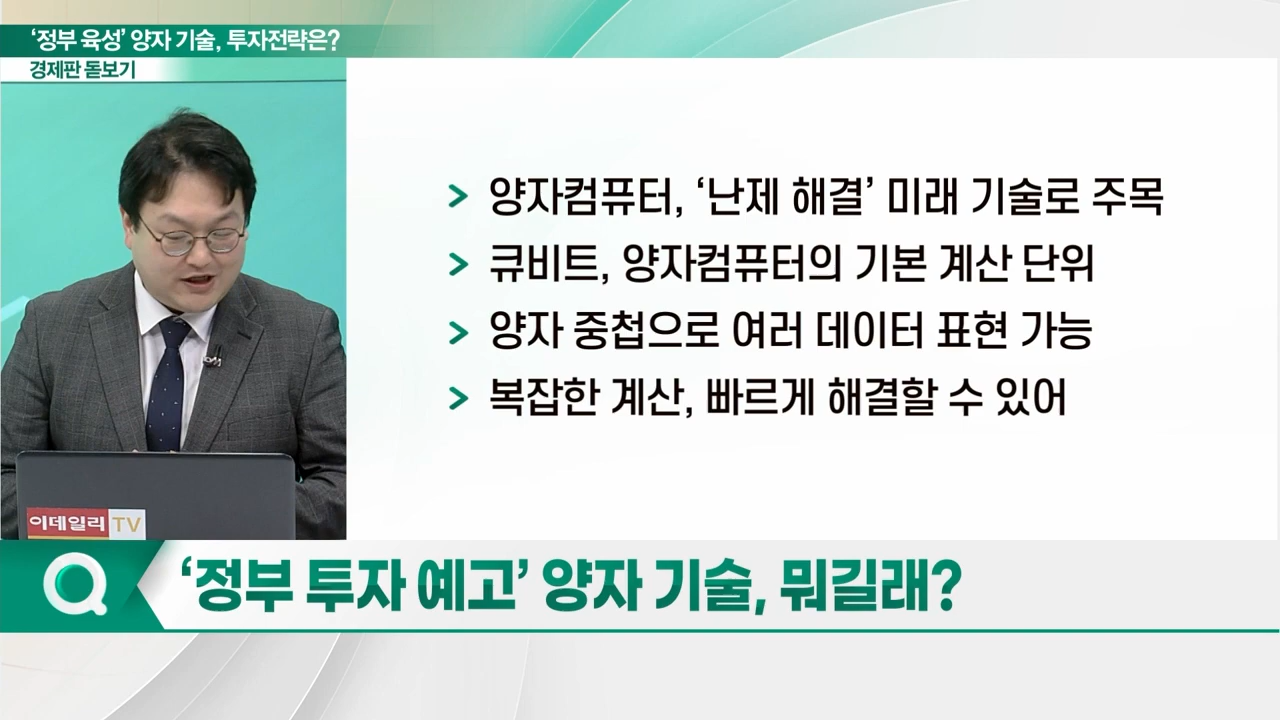 ‘정부 육성’ 양자 기술, 투자전략은?
경제판 돋보기
> 양자컴퓨터, ‘난제 해결’ 미래 기술로 주목
> 큐비트, 양자컴퓨터의 기본 계산 단위
> 양자 중첩으로 여러 데이터 표현 가능
> 복잡한 계산, 빠르게 해결할 수 있어
이데일리 TV
‘정부 투자 예고’ 양자 기술, 뭐길래?